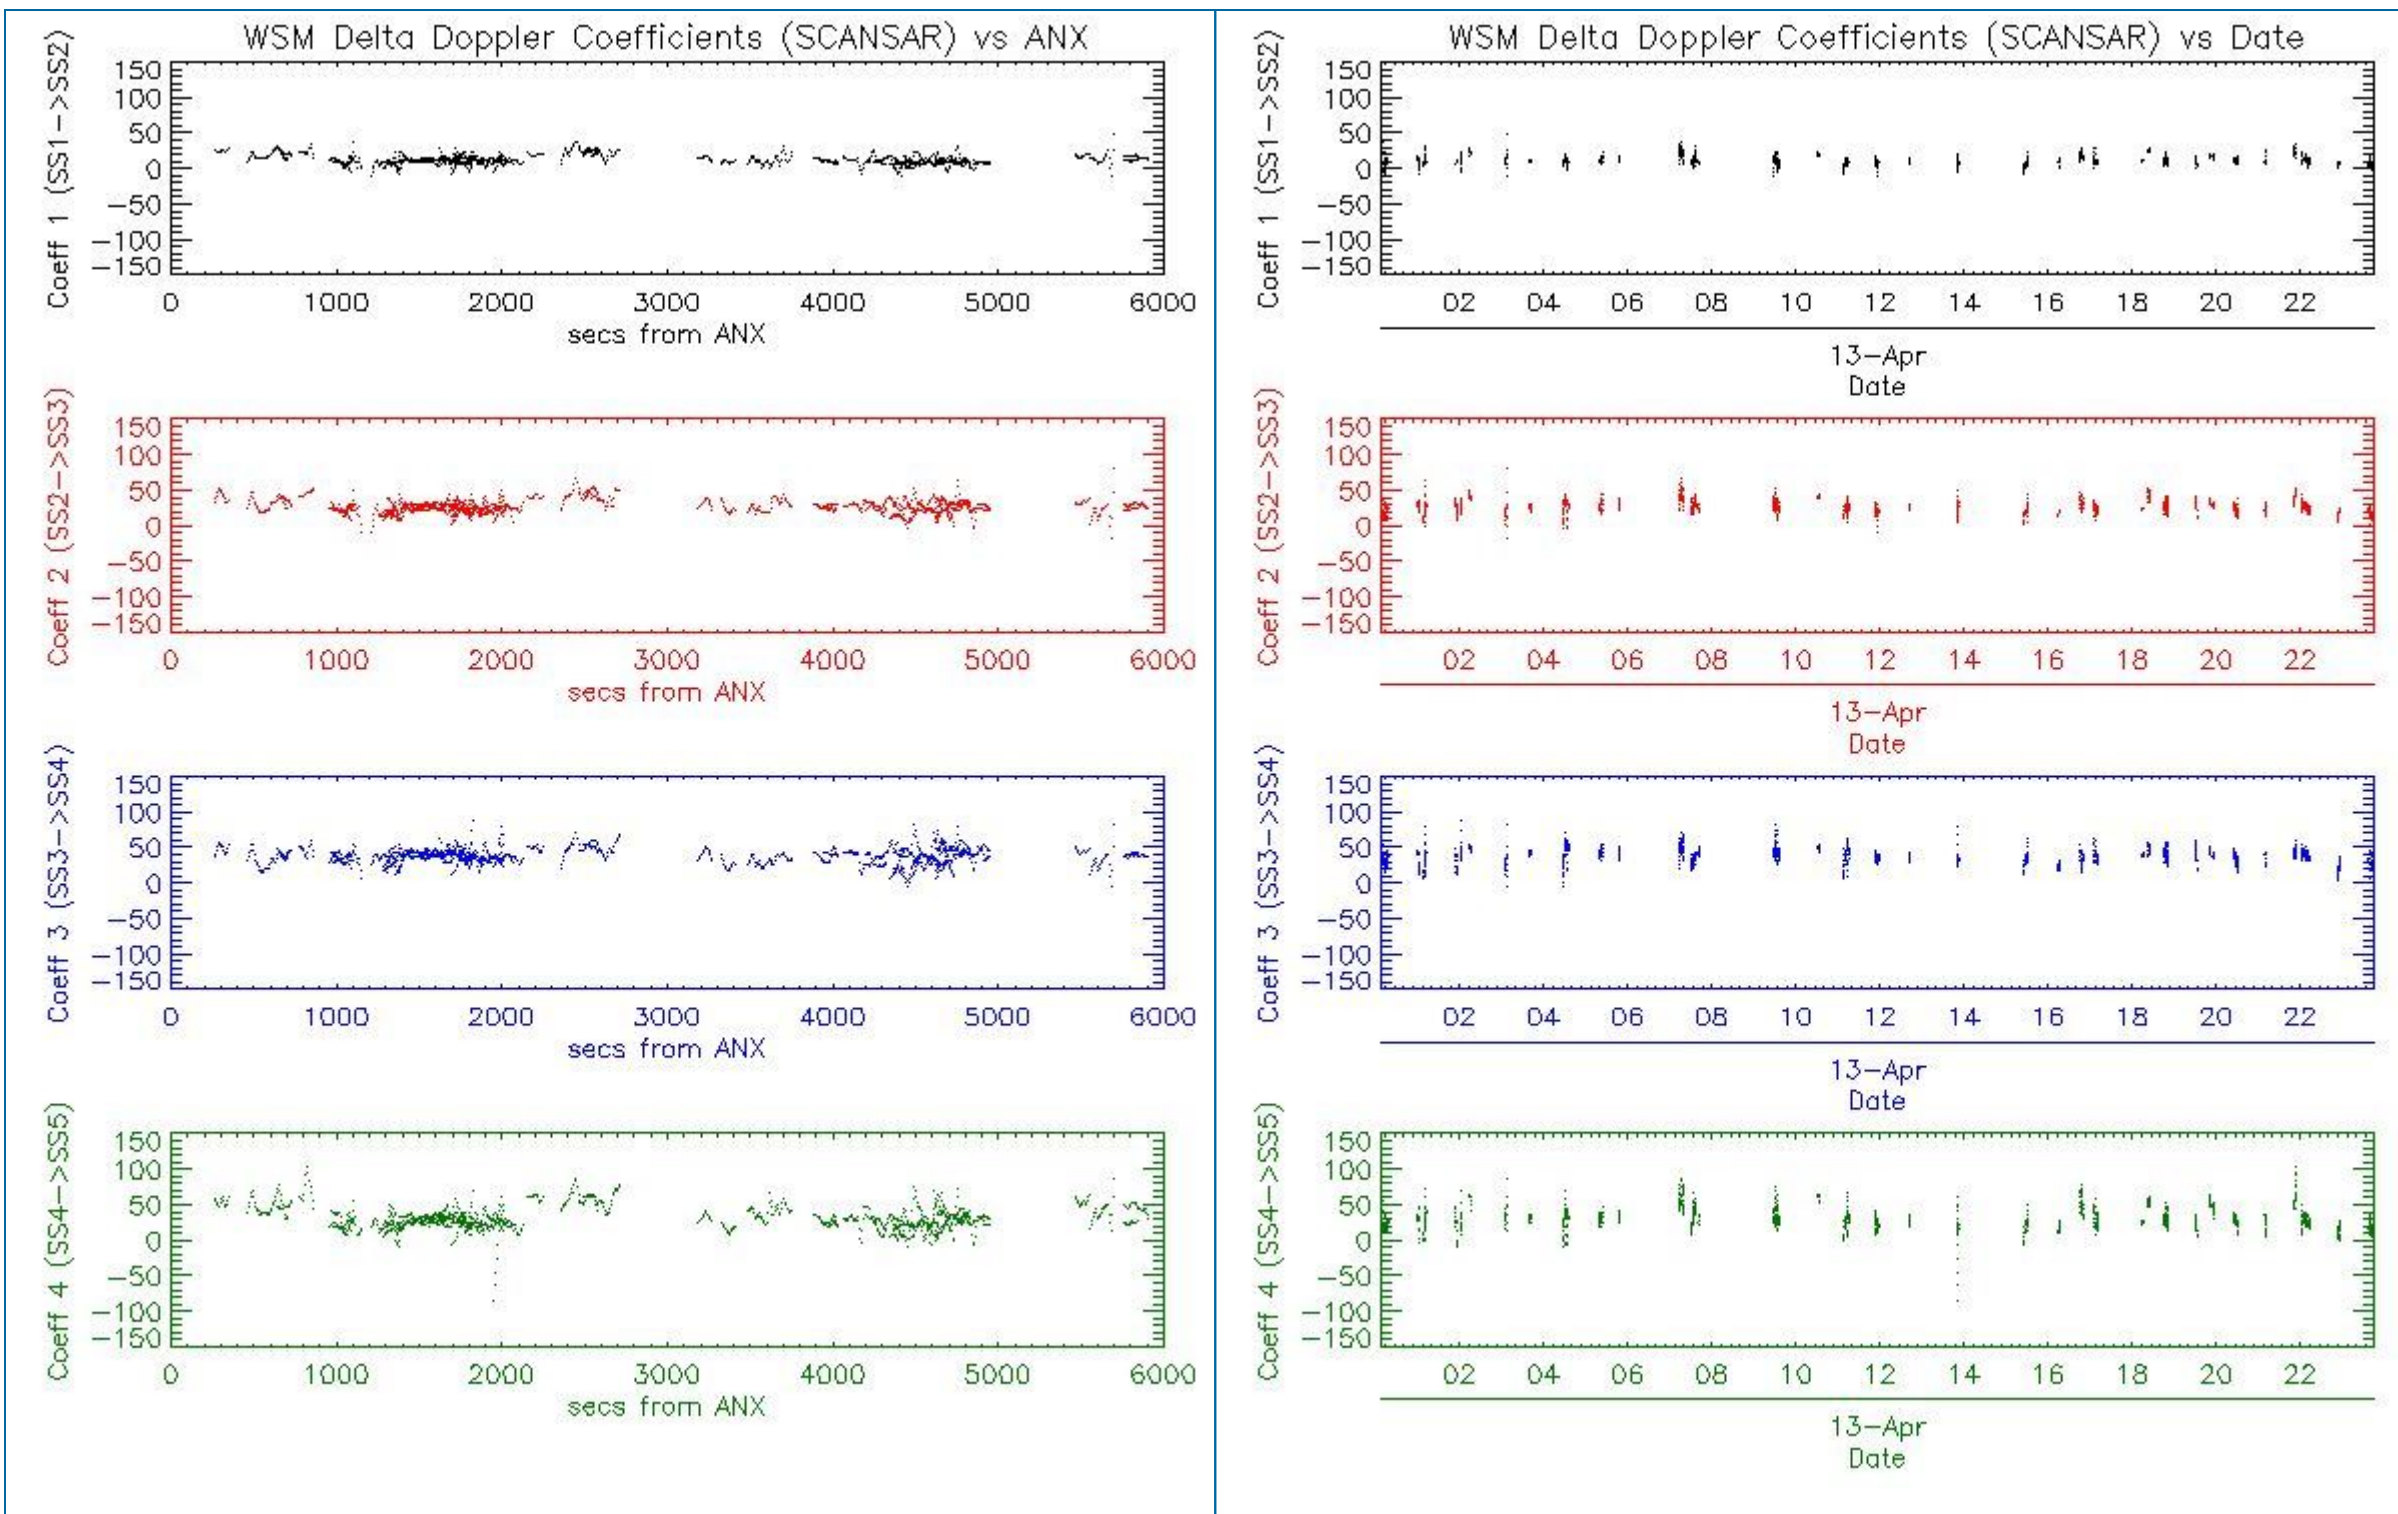 WSM Delta Doppler Coefficients (SCANSAR) vs ANX
Coeff 1 (SS1->SS2)
150
100
50
0
-50
-100
-150
0 1000 2000 3000 4000 5000 6000
secs from ANX
Coeff 2 (SS2->SS3)
150
100
50
0
-50
-100
-150
0 1000 2000 3000 4000 5000 6000
secs from ANX
Coeff 3 (SS3->SS4)
150
100
50
0
-50
-100
-150
0 1000 2000 3000 4000 5000 6000
secs from ANX
Coeff 4 (SS4->SS5)
150
100
50
0
-50
-100
-150
0 1000 2000 3000 4000 5000 6000
secs from ANX
WSM Delta Doppler Coefficients (SCANSAR) vs Date
Coeff 1 (SS1->SS2)
150
100
50
0
-50
-100
-150
02 04 06 08 10 12 14 16 18 20 22
13-Apr
Date
Coeff 2 (SS2->SS3)
150
100
50
0
-50
-100
-150
02 04 06 08 10 12 14 16 18 20 22
13-Apr
Date
Coeff 3 (SS3->SS4)
150
100
50
0
-50
-100
-150
02 04 06 08 10 12 14 16 18 20 22
13-Apr
Date
Coeff 4 (SS4->SS5)
150
100
50
0
-50
-100
-150
02 04 06 08 10 12 14 16 18 20 22
13-Apr
Date